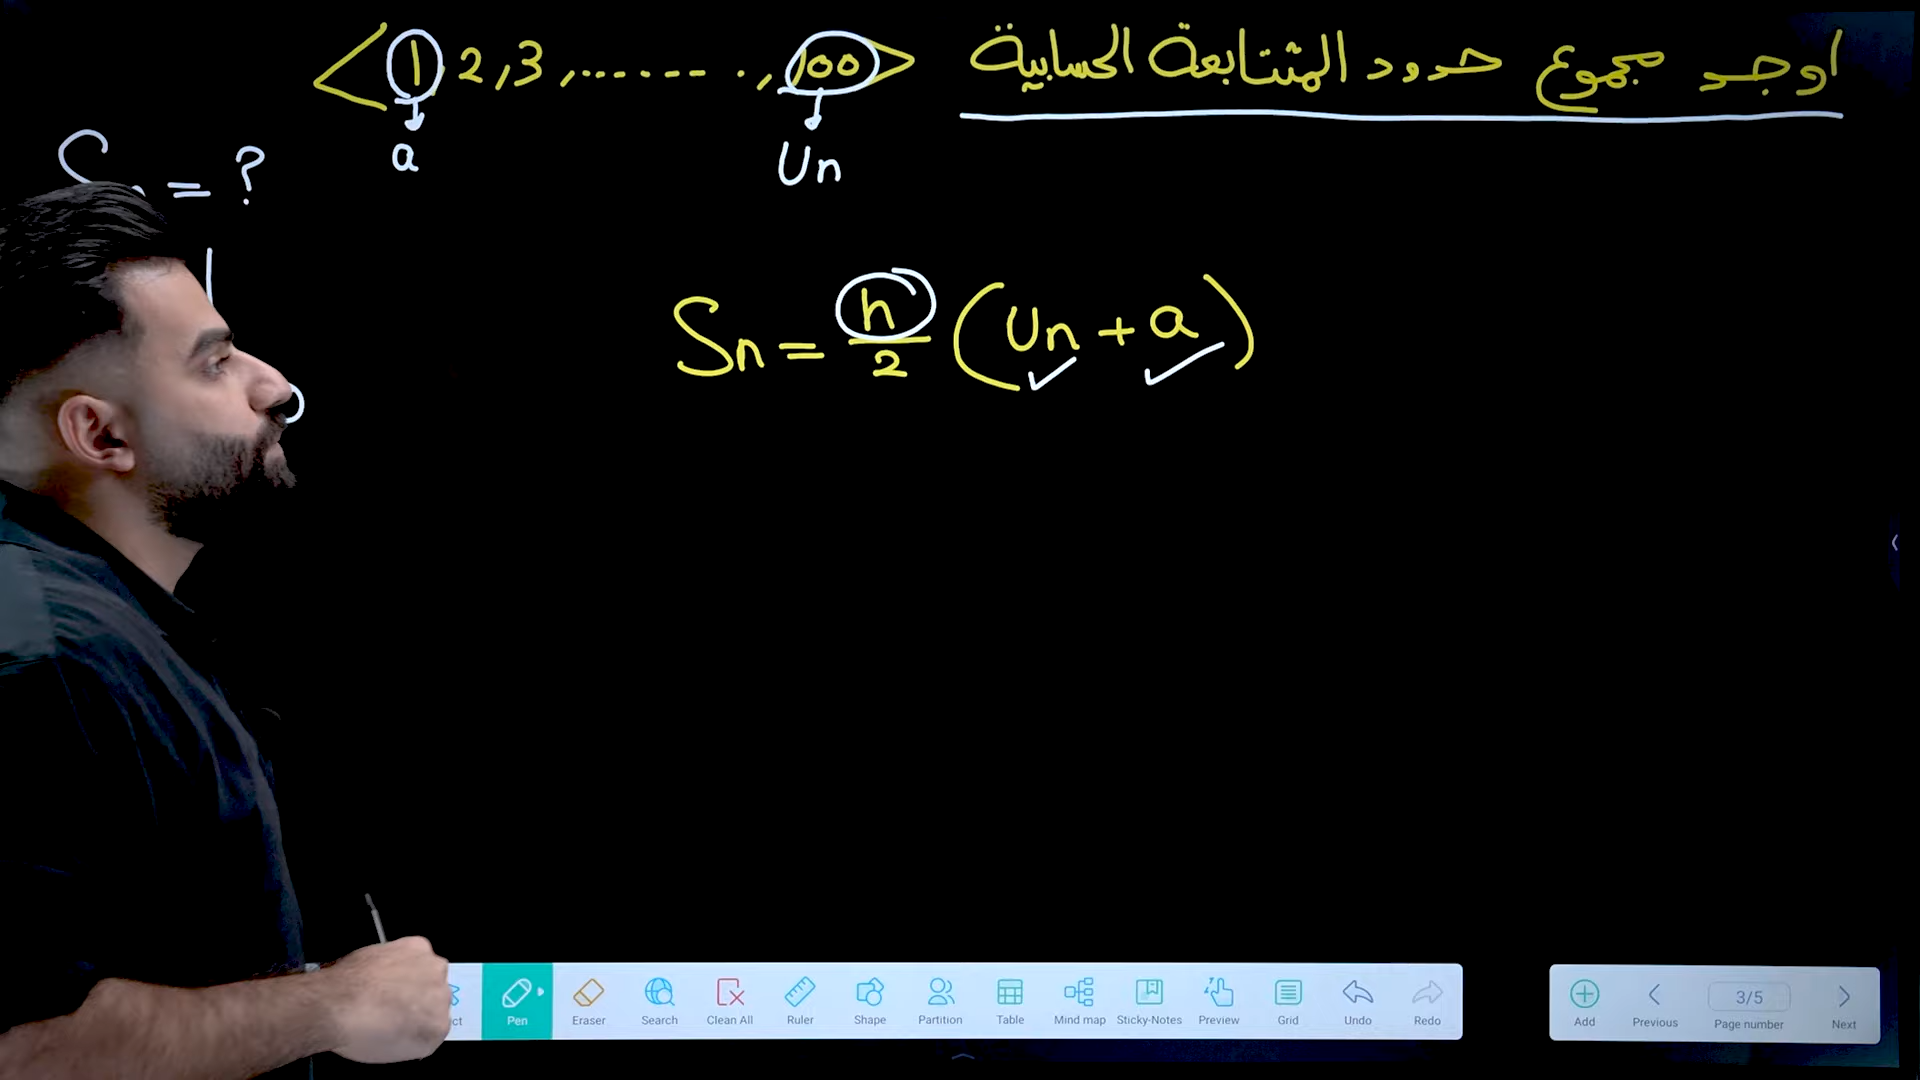 اوجد مجموع حدود المتتابعة الحسابية <1, 2, 3, ........, 100>
a
Un
= ?
Sn = n/2 (Un + a)
Pen
Eraser
Search
Clean All
Ruler
Shape
Partition
Table
Mind map
Sticky-Notes
Preview
Grid
Undo
Redo
Add
Previous
3/5
Page number
Next